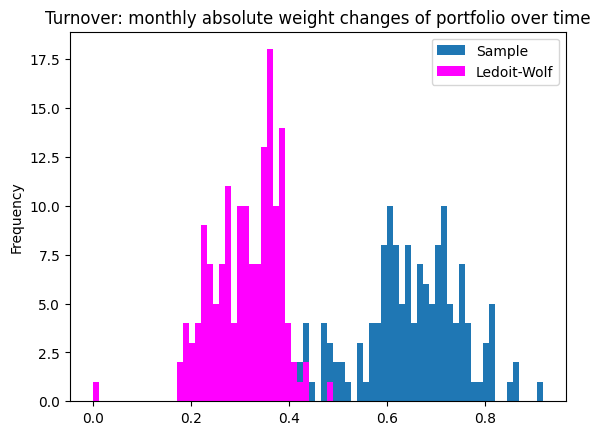 Turnover: monthly absolute weight changes of portfolio over time
Sample
Ledoit-Wolf
Frequency
17.5
15.0
12.5
10.0
7.5
5.0
2.5
0.0
0.0 0.2 0.4 0.6 0.8